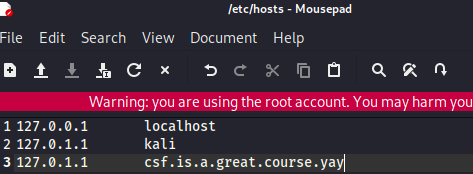 /etc/hosts - Mousepad
File Edit Search View Document Help
Warning: you are using the root account. You may harm you
1 127.0.0.1 localhost
2 127.0.1.1 kali
3 127.0.1.1 csf.is.a.great.course.yay